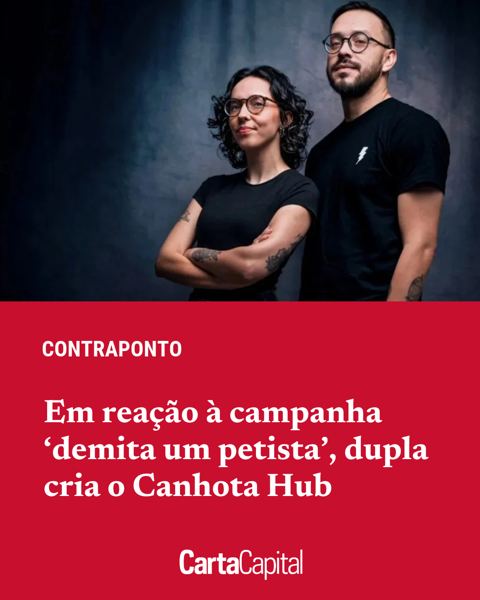 CONTRAPONTO
Em reação à campanha
‘demita um petista’, dupla
cria o Canhota Hub
CartaCapital